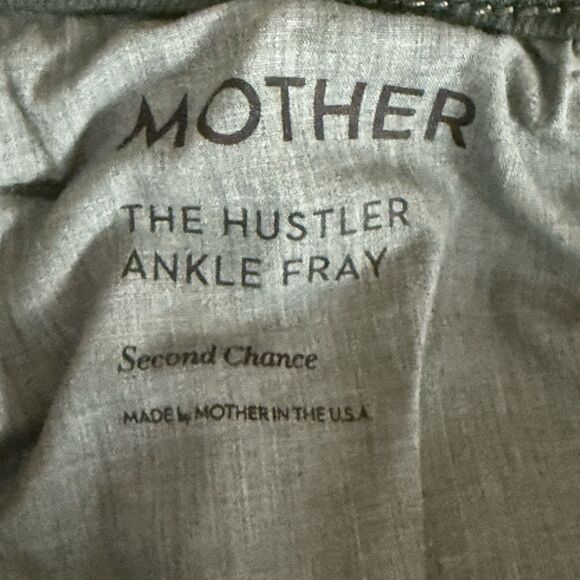 MOTHER
THE HUSTLER
ANKLE FRAY
Second Chance
MADE by MOTHER IN THE U.S.A.